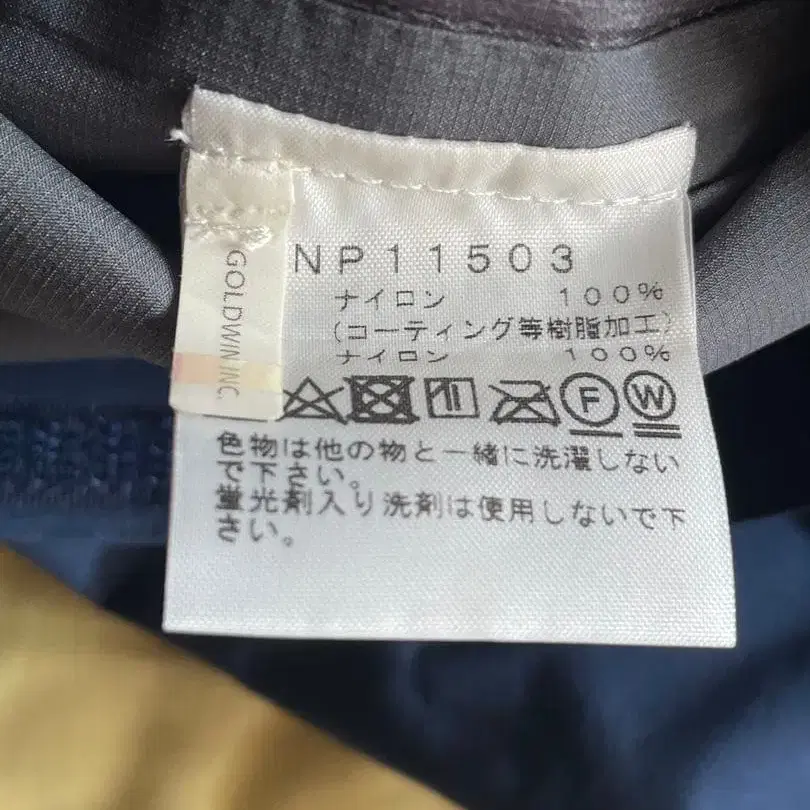 GOLDWIN INC.
NP11503
ナイロン 100%
(コーティング等樹脂加工)
ナイロン 100%
F W
色物は他の物と一緒に洗濯しない
で下さい。
蛍光剤入り洗剤は使用しないで下
さい。